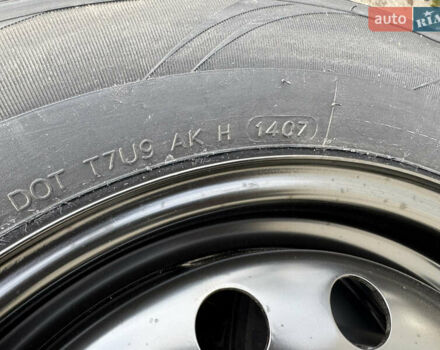 auto RIA
DOT T7U9 AK H 1407